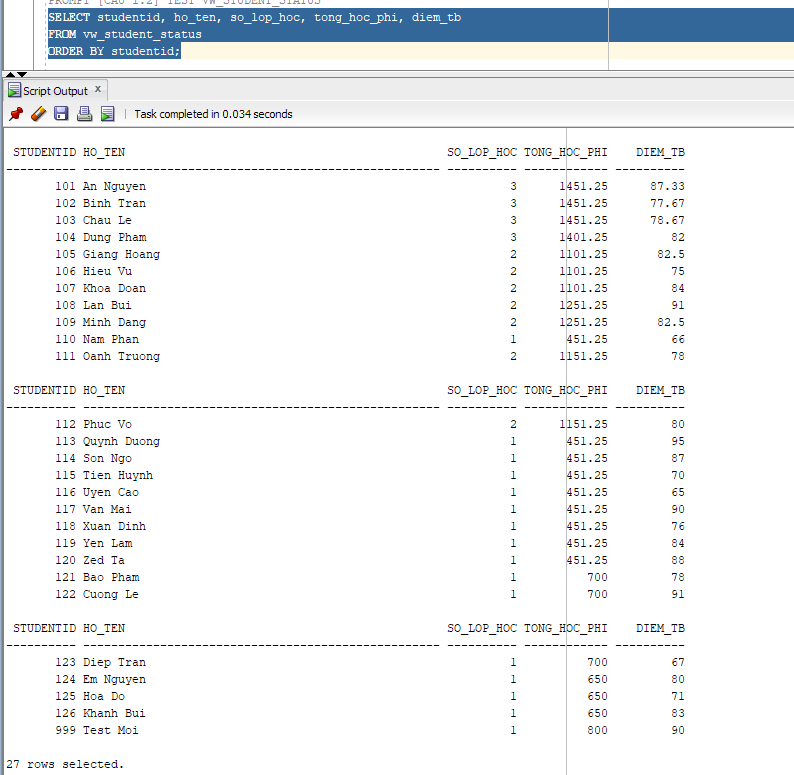 PROMPT [CAU 1.2] TEST VW_STUDENT_STATUS
SELECT studentid, ho_ten, so_lop_hoc, tong_hoc_phi, diem_tb
FROM vw_student_status
ORDER BY studentid;
Script Output x
Task completed in 0.034 seconds
STUDENTID HO_TEN SO_LOP_HOC TONG_HOC_PHI DIEM_TB
---------- -------------------------------------------------- ---------- ------------ ----------
101 An Nguyen 3 1451.25 87.33
102 Binh Tran 3 1451.25 77.67
103 Chau Le 3 1451.25 78.67
104 Dung Pham 3 1401.25 82
105 Giang Hoang 2 1101.25 82.5
106 Hieu Vu 2 1101.25 75
107 Khoa Doan 2 1101.25 84
108 Lan Bui 2 1251.25 91
109 Minh Dang 2 1251.25 82.5
110 Nam Phan 1 451.25 66
111 Oanh Truong 2 1151.25 78
STUDENTID HO_TEN SO_LOP_HOC TONG_HOC_PHI DIEM_TB
---------- -------------------------------------------------- ---------- ------------ ----------
112 Phuc Vo 2 1151.25 80
113 Quynh Duong 1 451.25 95
114 Son Ngo 1 451.25 87
115 Tien Huynh 1 451.25 70
116 Uyen Cao 1 451.25 65
117 Van Mai 1 451.25 90
118 Xuan Dinh 1 451.25 76
119 Yen Lam 1 451.25 84
120 Zed Ta 1 451.25 88
121 Bao Pham 1 700 78
122 Cuong Le 1 700 91
STUDENTID HO_TEN SO_LOP_HOC TONG_HOC_PHI DIEM_TB
---------- -------------------------------------------------- ---------- ------------ ----------
123 Diep Tran 1 700 67
124 Em Nguyen 1 650 80
125 Hoa Do 1 650 71
126 Khanh Bui 1 650 83
999 Test Moi 1 800 90
27 rows selected.